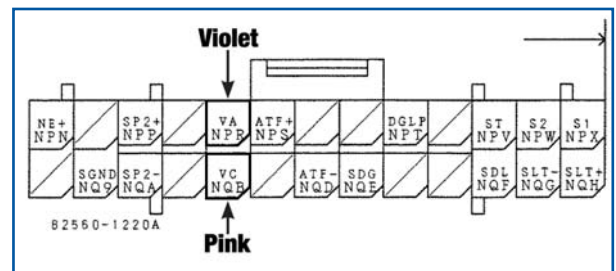 Violet
NE+ SP2+ VA ATF+ DGLP ST S2 S1
NPN NPP NPR NPS NPT NPV NPW NPX
SGND SP2- VC ATF- SDG SDL SLT- SLT+
NQ9 NQA NQB NQD NQE NQF NQG NQH
82560-1220A
Pink